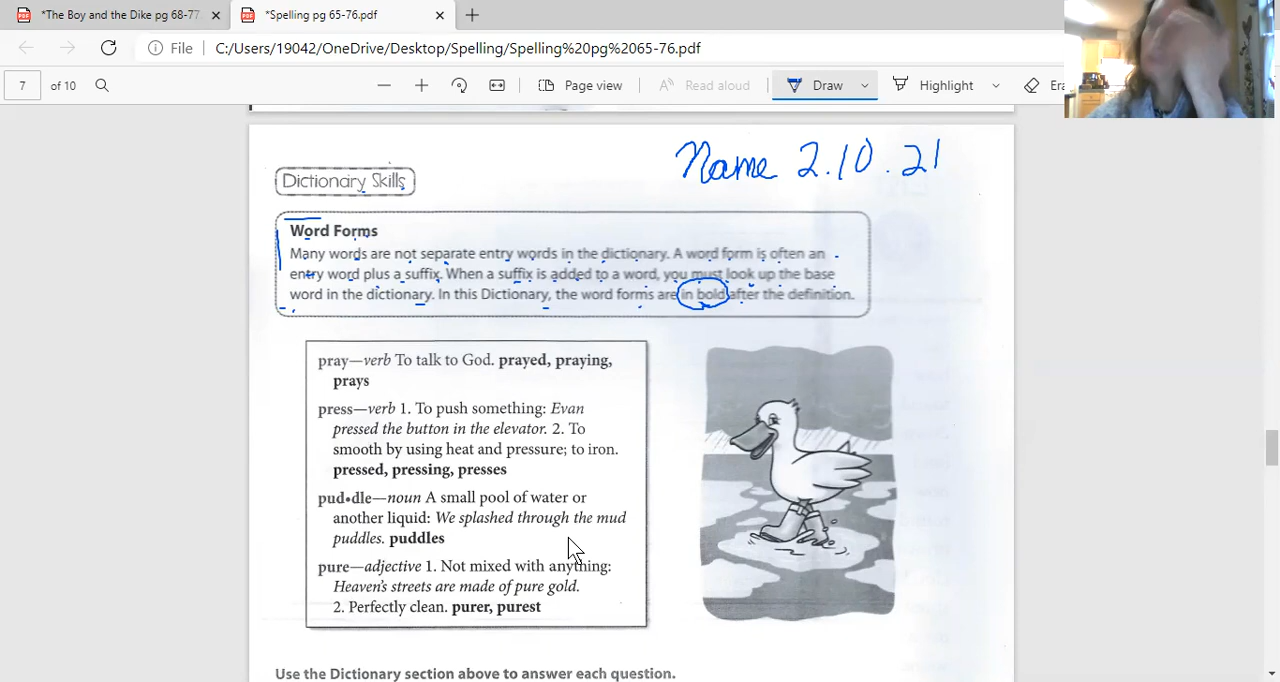 *The Boy and the Dike pg 68-77
*Spelling pg 65-76.pdf
File C:/Users/19042/OneDrive/Desktop/Spelling/Spelling%20pg%2065-76.pdf
7 of 10 Page view Read aloud Draw Highlight Era
Name 2.10.21
Dictionary Skills
Word Forms
Many words are not separate entry words in the dictionary. A word form is often an
entry word plus a suffix. When a suffix is added to a word, you must look up the base
word in the dictionary. In this Dictionary, the word forms are in bold after the definition.
pray—verb To talk to God. prayed, praying,
prays
press—verb 1. To push something: Evan
pressed the button in the elevator. 2. To
smooth by using heat and pressure; to iron.
pressed, pressing, presses
pud•dle—noun A small pool of water or
another liquid: We splashed through the mud
puddles. puddles
pure—adjective 1. Not mixed with anything:
Heaven's streets are made of pure gold.
2. Perfectly clean. purer, purest
Use the Dictionary section above to answer each question.